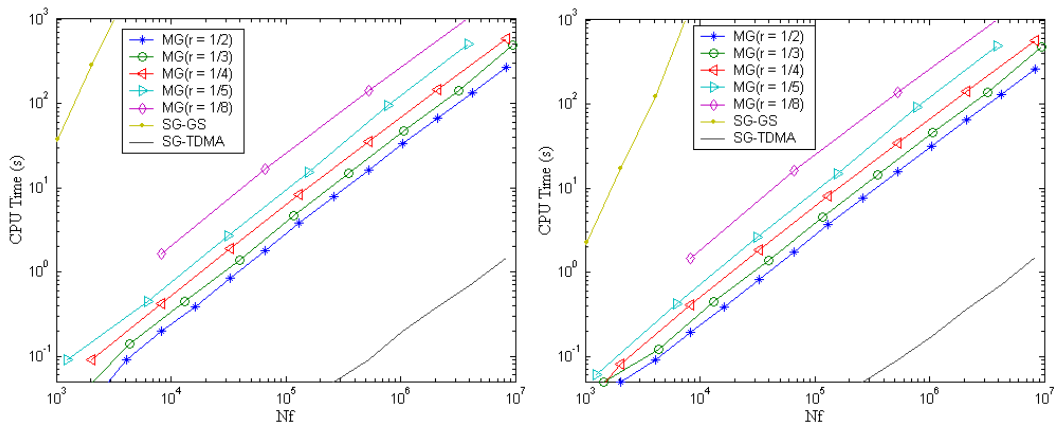 10^3
10^2
10^1
10^0
10^-1
CPU Time (s)
MG(r = 1/2)
MG(r = 1/3)
MG(r = 1/4)
MG(r = 1/5)
MG(r = 1/8)
SG-GS
SG-TDMA
10^3 10^4 10^5 10^6 10^7
Nf
10^3
10^2
10^1
10^0
10^-1
CPU Time (s)
MG(r = 1/2)
MG(r = 1/3)
MG(r = 1/4)
MG(r = 1/5)
MG(r = 1/8)
SG-GS
SG-TDMA
10^3 10^4 10^5 10^6 10^7
Nf